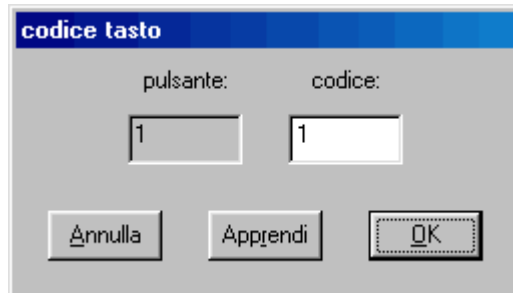 codice tasto
pulsante: codice:
1 1
Annulla Apprendi OK